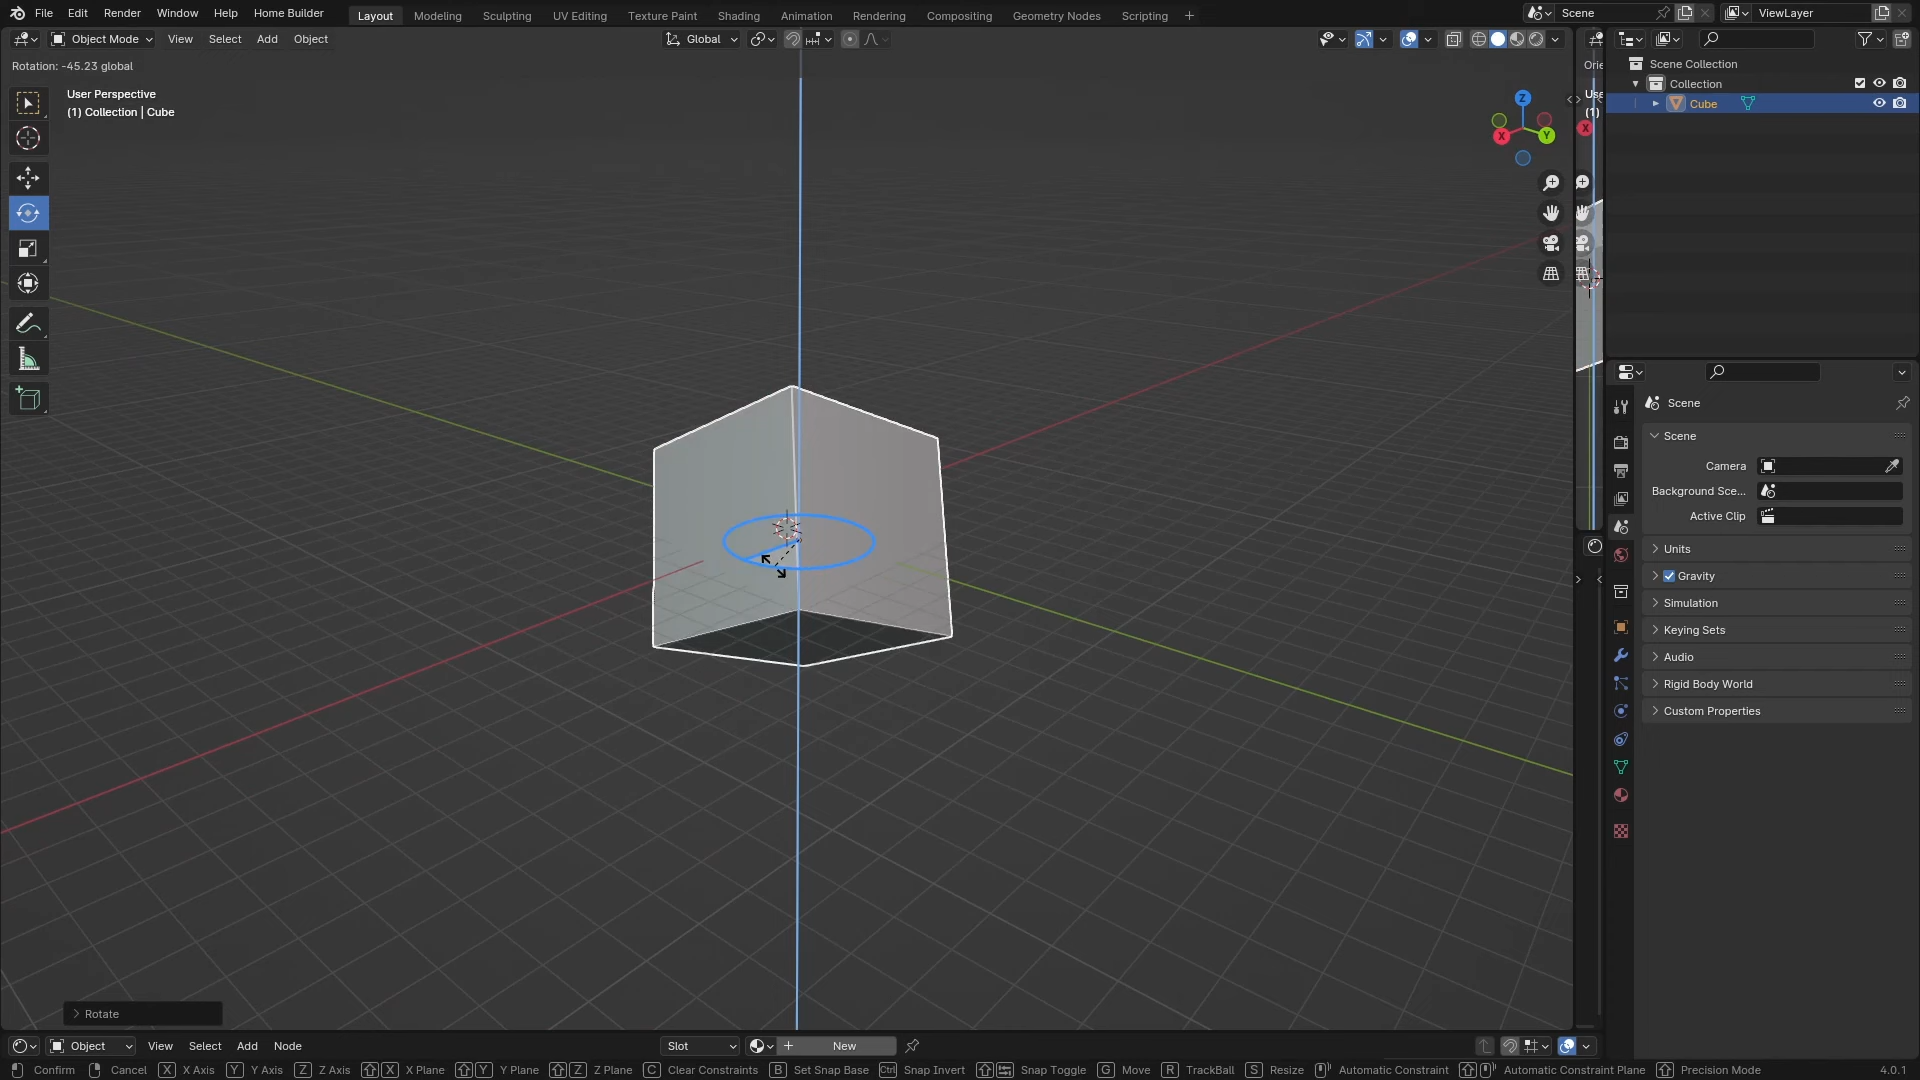 File Edit Render Window Help Home Builder Layout Modeling Sculpting UV Editing Texture Paint Shading Animation Rendering Compositing Geometry Nodes Scripting + Scene ViewLayer
Object Mode View Select Add Object Global
Rotation: -45.23 global
User Perspective
(1) Collection | Cube
Z
X
Y
Orie
Use
(1)
X
Scene Collection
Collection
Cube
Scene
Scene
Camera
Background Sce...
Active Clip
Units
Gravity
Simulation
Keying Sets
Audio
Rigid Body World
Custom Properties
Rotate
Object View Select Add Node Slot + New
Confirm Cancel X X Axis Y Y Axis Z Z Axis X X Plane Y Y Plane Z Z Plane C Clear Constraints B Set Snap Base Ctrl Snap Invert Snap Toggle G Move R TrackBall S Resize Automatic Constraint Automatic Constraint Plane Precision Mode 4.0.1